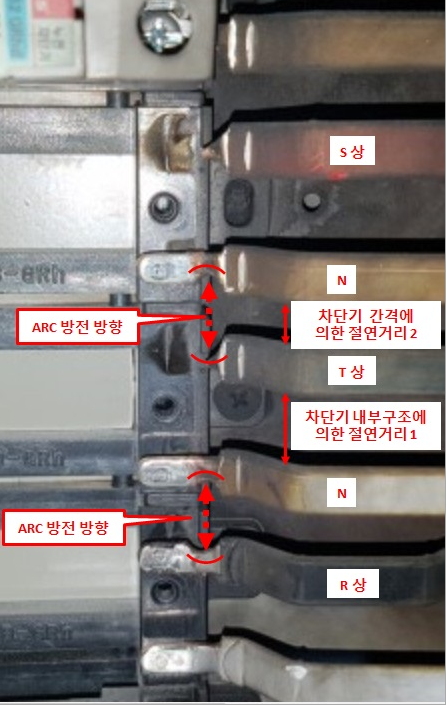 S 상
N
ARC 방전 방향
차단기 간격에
의한 절연거리2
T 상
차단기 내부구조에
의한 절연거리1
N
ARC 방전 방향
R 상